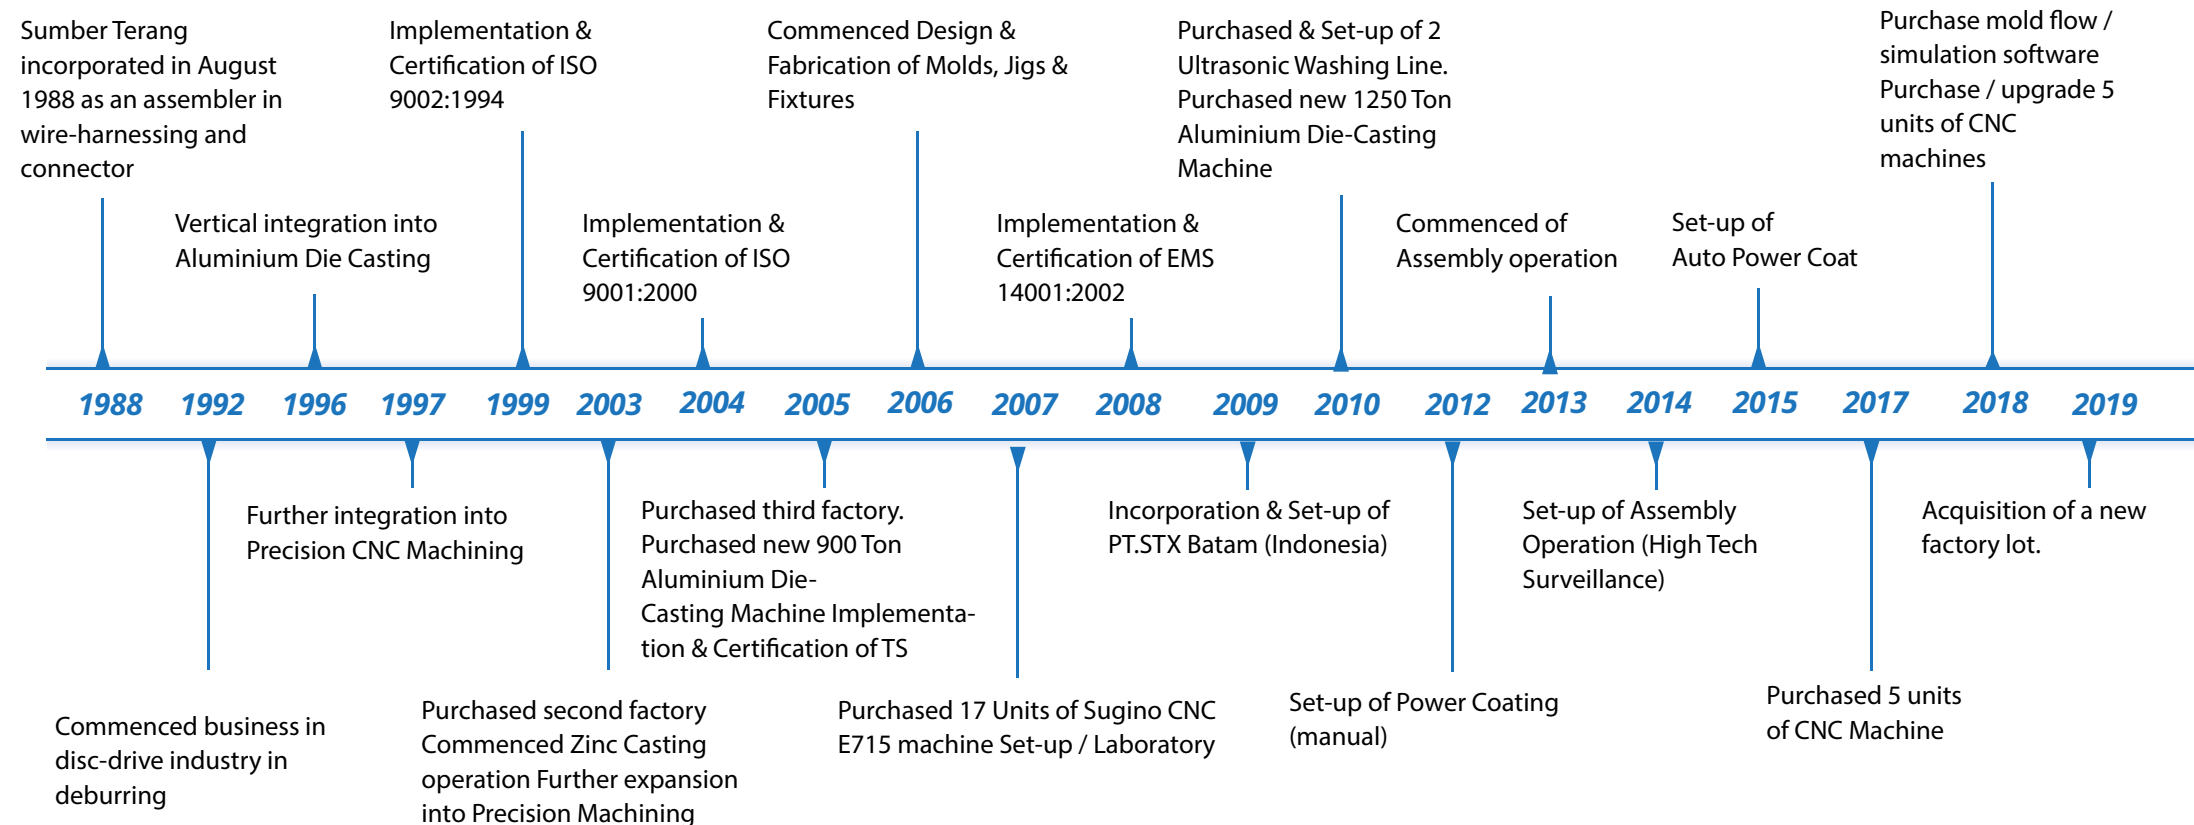 Sumber Terang
incorporated in August
1988 as an assembler in
wire-harnessing and
connector
Implementation &
Certification of ISO
9002:1994
Commenced Design &
Fabrication of Molds, Jigs &
Fixtures
Purchased & Set-up of 2
Ultrasonic Washing Line.
Purchased new 1250 Ton
Aluminium Die-Casting
Machine
Purchase mold flow /
simulation software
Purchase / upgrade 5
units of CNC
machines
Vertical integration into
Aluminium Die Casting
Implementation &
Certification of ISO
9001:2000
Implementation &
Certification of EMS
14001:2002
Commenced of
Assembly operation
Set-up of
Auto Power Coat
1988 1992 1996 1997 1999 2003 2004 2005 2006 2007 2008 2009 2010 2012 2013 2014 2015 2017 2018 2019
Further integration into
Precision CNC Machining
Purchased third factory.
Purchased new 900 Ton
Aluminium Die-
Casting Machine Implementa-
tion & Certification of TS
Incorporation & Set-up of
PT.STX Batam (Indonesia)
Set-up of Assembly
Operation (High Tech
Surveillance)
Acquisition of a new
factory lot.
Commenced business in
disc-drive industry in
deburring
Purchased second factory
Commenced Zinc Casting
operation Further expansion
into Precision Machining
Purchased 17 Units of Sugino CNC
E715 machine Set-up / Laboratory
Set-up of Power Coating
(manual)
Purchased 5 units
of CNC Machine